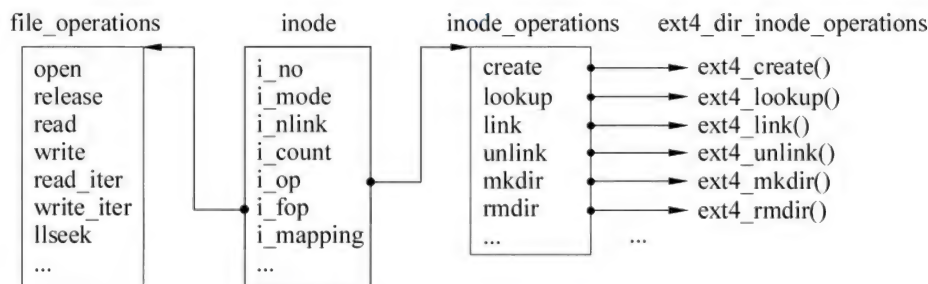 file_operations
inode
inode_operations
ext4_dir_inode_operations
open
release
read
write
read_iter
write_iter
llseek
...
i_no
i_mode
i_nlink
i_count
i_op
i_fop
i_mapping
...
create
lookup
link
unlink
mkdir
rmdir
...
ext4_create()
ext4_lookup()
ext4_link()
ext4_unlink()
ext4_mkdir()
ext4_rmdir()
...